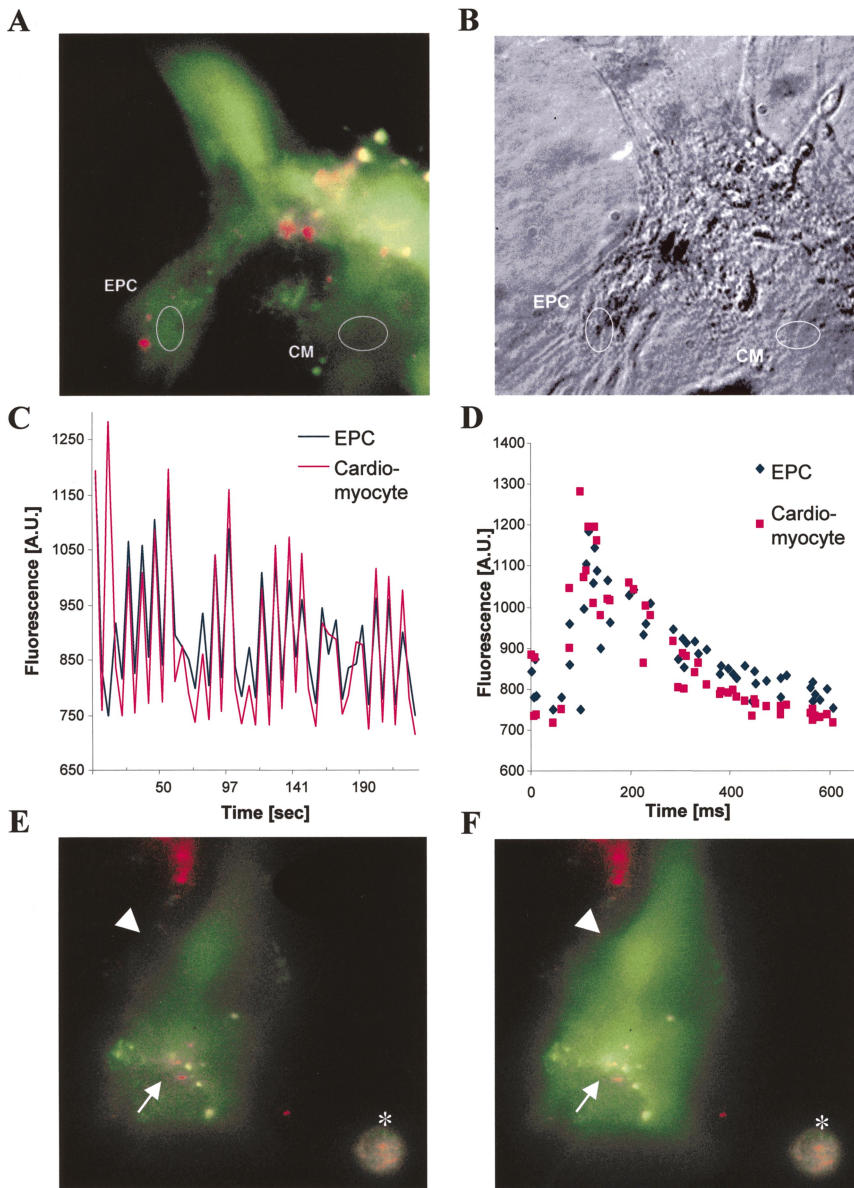 A
EPC
CM
B
EPC
CM
C
Fluorescence [A.U.]
1250
1150
1050
950
850
750
650
50
97
141
190
Time [sec]
EPC
Cardio-
myocyte
D
Fluorescence [A.U.]
1400
1300
1200
1100
1000
900
800
700
600
0
200
400
600
Time [ms]
EPC
Cardio-
myocyte
E
*
F
*